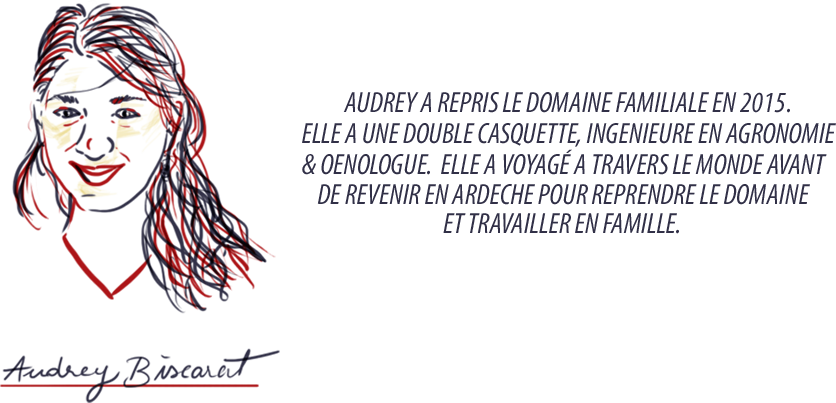 AUDREY A REPRIS LE DOMAINE FAMILIALE EN 2015.
ELLE A UNE DOUBLE CASQUETTE, INGENIEURE EN AGRONOMIE
& OENOLOGUE. ELLE A VOYAGÉ A TRAVERS LE MONDE AVANT
DE REVENIR EN ARDECHE POUR REPRENDRE LE DOMAINE
ET TRAVAILLER EN FAMILLE.
Audrey Biscarat